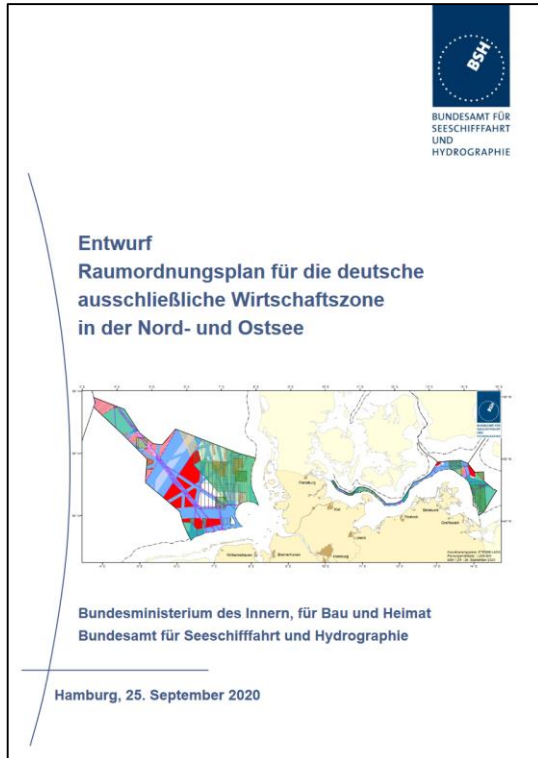 BSH
BUNDESAMT FÜR
SEESCHIFFFAHRT
UND
HYDROGRAPHIE
Entwurf
Raumordnungsplan für die deutsche
ausschließliche Wirtschaftszone
in der Nord- und Ostsee
Flensburg
Kiel
Rostock
Stralsund
Greifswald
Lübeck
Wilhelmshaven
Bremerhaven
Hamburg
Bundesministerium des Innern, für Bau und Heimat
Bundesamt für Seeschifffahrt und Hydrographie
Hamburg, 25. September 2020